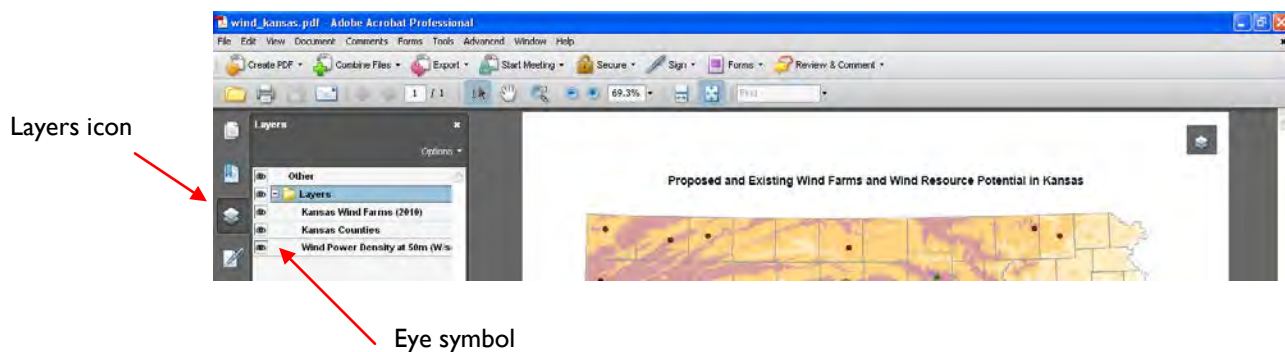 wind_kansas.pdf - Adobe Acrobat Professional
File Edit View Document Comments Forms Tools Advanced Window Help
Create PDF Combine Files Export Start Meeting Secure Sign Forms Review & Comment
1 / 1 69.3% Find
Layers icon
Layers
Options
Other
Layers
Kansas Wind Farms (2010)
Kansas Counties
Wind Power Density at 50m (W/s
Proposed and Existing Wind Farms and Wind Resource Potential in Kansas
Eye symbol